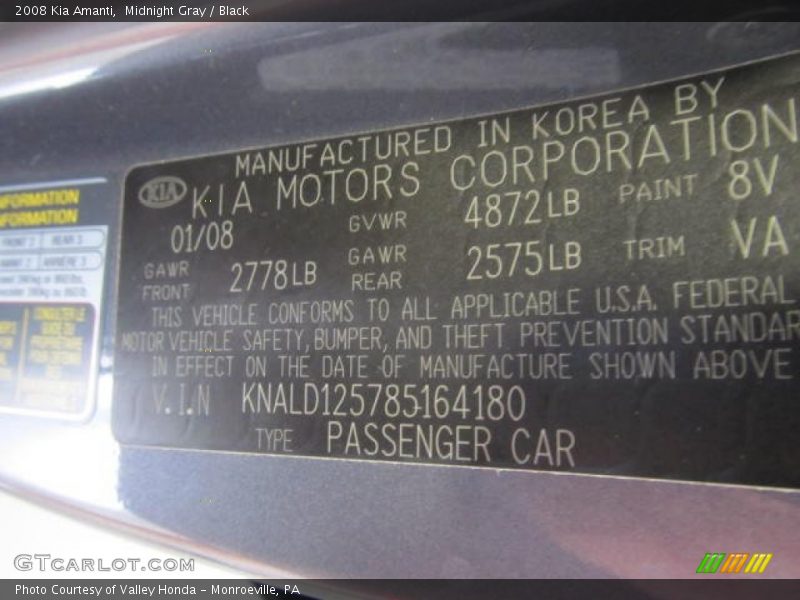 2008 Kia Amanti,  Midnight Gray / Black
MANUFACTURED IN KOREA BY
KIA KIA MOTORS CORPORATION
01/08 GVWR 4872LB PAINT 8V
GAWR FRONT 2778LB GAWR REAR 2575LB TRIM VA
THIS VEHICLE CONFORMS TO ALL APPLICABLE U.S.A. FEDERAL
MOTOR VEHICLE SAFETY, BUMPER, AND THEFT PREVENTION STANDAR
IN EFFECT ON THE DATE OF MANUFACTURE SHOWN ABOVE
V.I.N KNALD125785164180
TYPE PASSENGER CAR
GTcarlot.com
Photo Courtesy of Valley Honda – Monroeville, PA